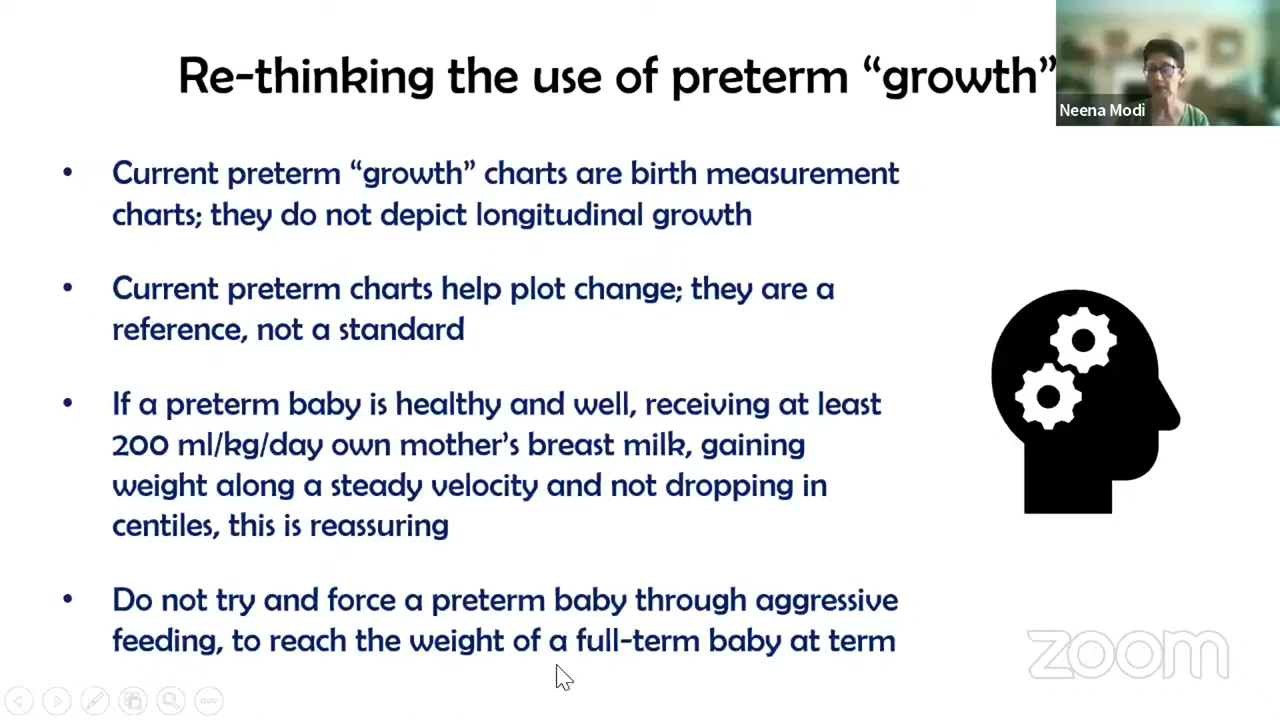 Re-thinking the use of preterm “growth”
Neena Modi
• Current preterm “growth” charts are birth measurement
charts; they do not depict longitudinal growth
• Current preterm charts help plot change; they are a
reference, not a standard
• If a preterm baby is healthy and well, receiving at least
200 ml/kg/day own mother’s breast milk, gaining
weight along a steady velocity and not dropping in
centiles, this is reassuring
• Do not try and force a preterm baby through aggressive
feeding, to reach the weight of a full-term baby at term
zoom